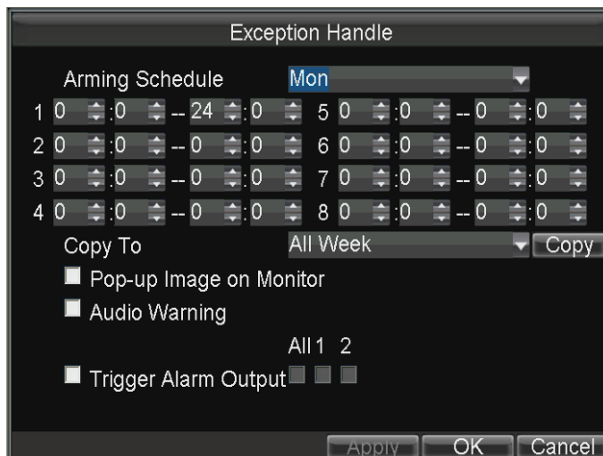 Exception Handle
Arming Schedule Mon
1 0 :0 -- 24 :0 5 0 :0 -- 0 :0
2 0 :0 -- 0 :0 6 0 :0 -- 0 :0
3 0 :0 -- 0 :0 7 0 :0 -- 0 :0
4 0 :0 -- 0 :0 8 0 :0 -- 0 :0
Copy To All Week Copy
Pop-up Image on Monitor
Audio Warning
All 1 2
Trigger Alarm Output
Apply OK Cancel